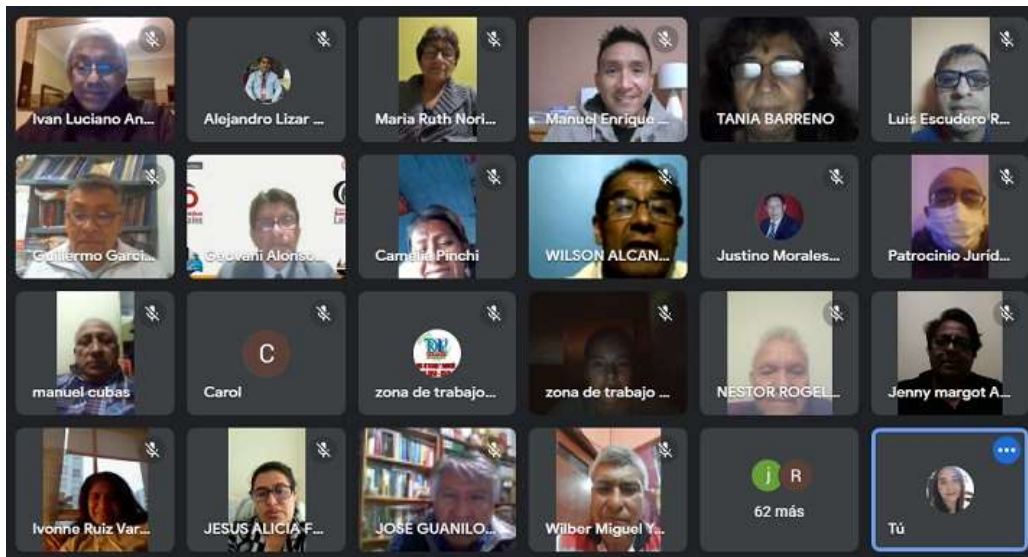 Ivan Luciano An...
Alejandro Lizar ...
Maria Ruth Nori...
Manuel Enrique ...
TANIA BARRENO
Luis Escudero R...
Guillermo Garci...
Geovani Alonso...
Camelia Pinchi
WILSON ALCAN...
Justino Morales...
Patrocinio Juríd...
manuel cubas
C
Carol
zona de trabajo...
zona de trabajo ...
NESTOR ROGEL...
Jenny margot A...
Ivonne Ruiz Var...
JESUS ALICIA F...
JOSE GUANILO...
Wilber Miguel Y...
j R
62 más
Tú